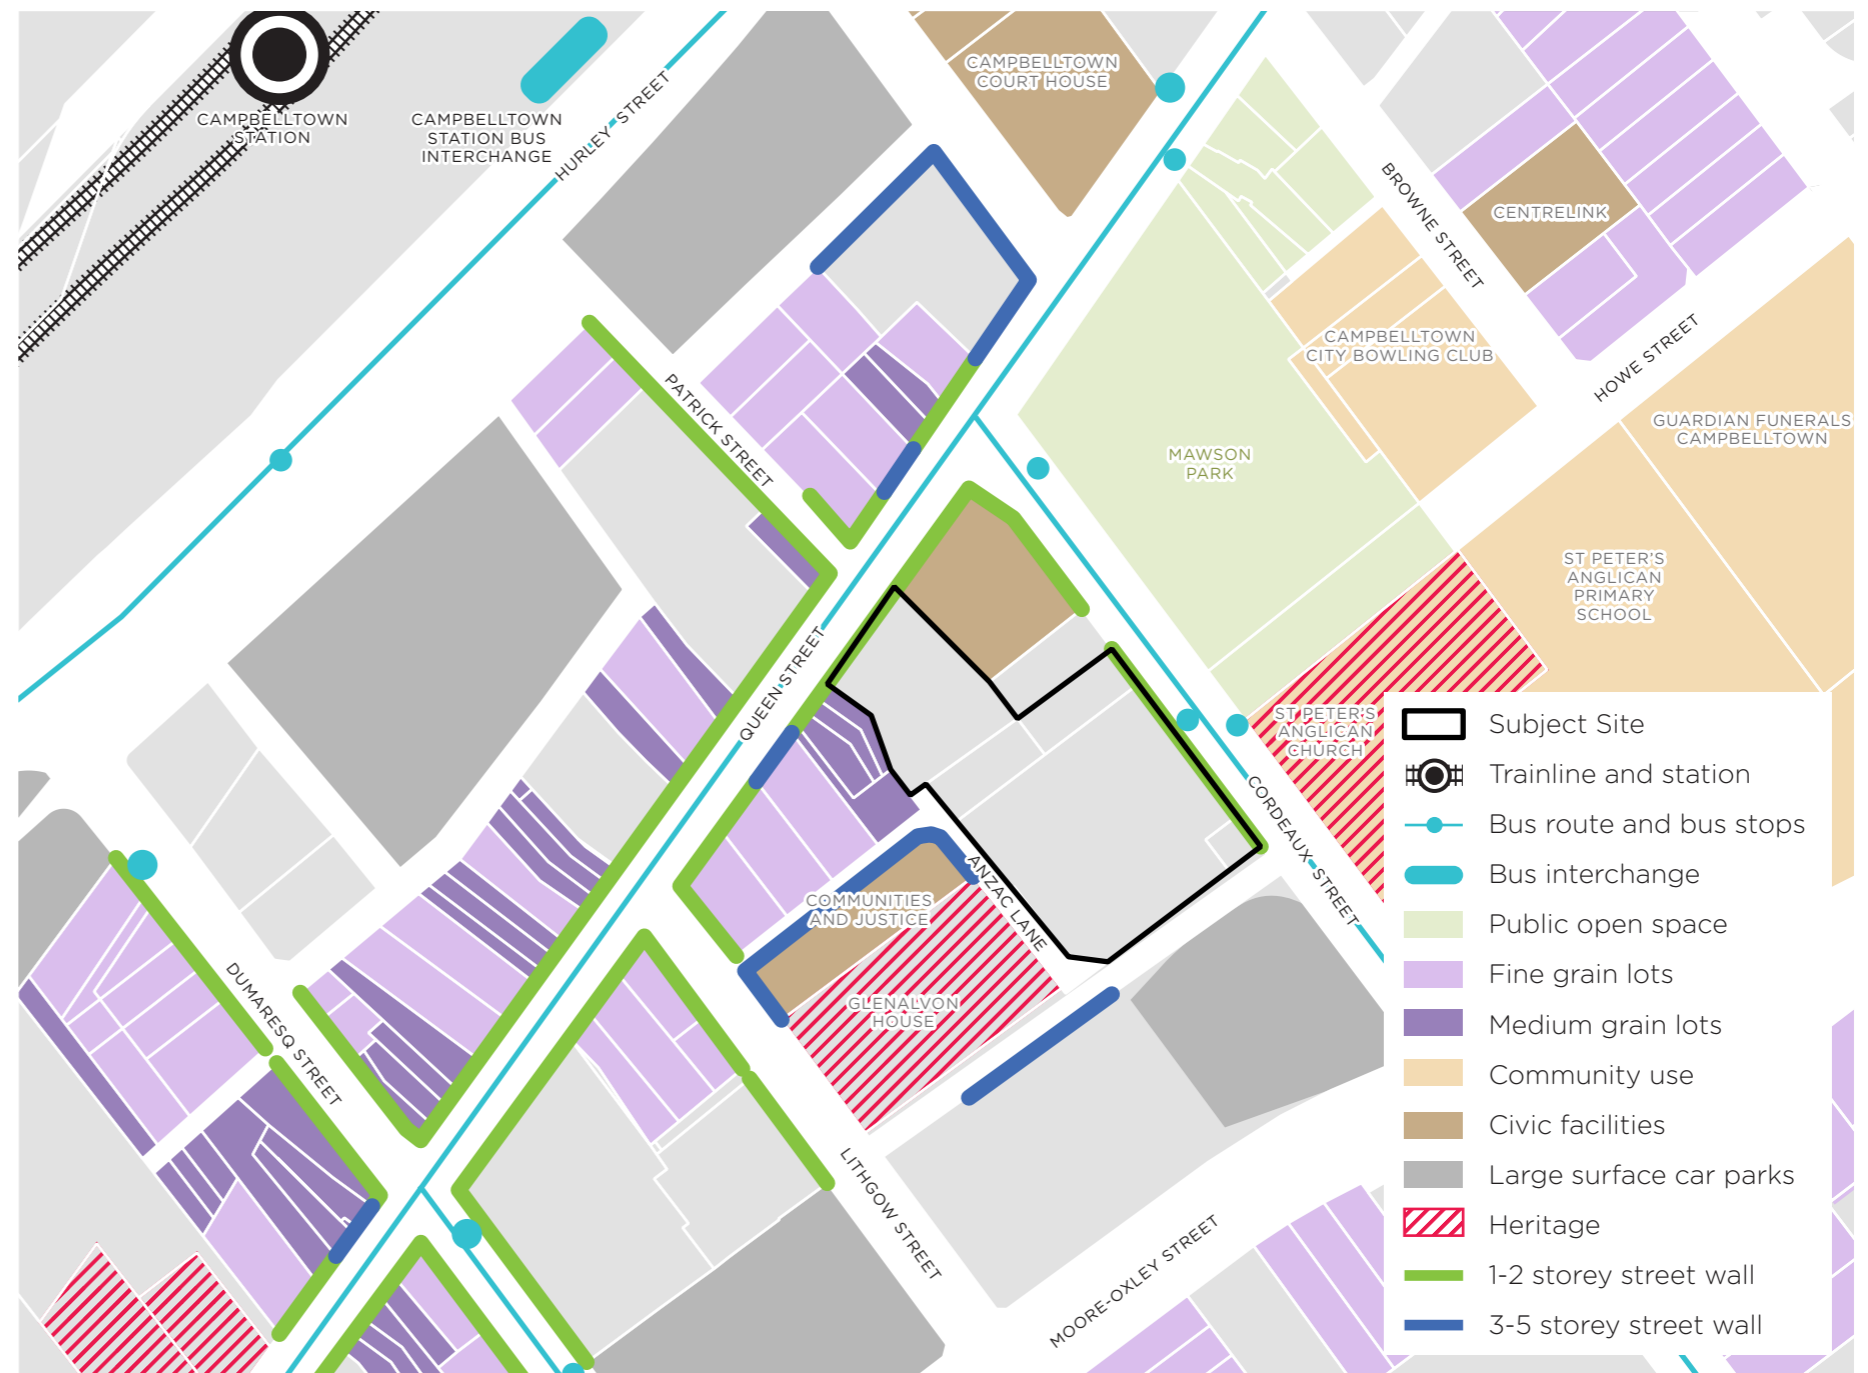 CAMPBELLTOWN
STATION
CAMPBELLTOWN
STATION BUS
INTERCHANGE
HURLEY STREET
CAMPBELLTOWN
COURT HOUSE
BROWNE STREET
CENTRELINK
HOWE STREET
CAMPBELLTOWN
CITY BOWLING CLUB
GUARDIAN FUNERALS
CAMPBELLTOWN
PATRICK STREET
MAWSON
PARK
ST PETER'S
ANGLICAN
PRIMARY
SCHOOL
QUEEN STREET
ST PETER'S
ANGLICAN
CHURCH
CORDEAUX STREET
ANZAC LANE
COMMUNITIES
AND JUSTICE
GLENALVON
HOUSE
DUMARESQ STREET
LITHGOW STREET
MOORE-OXLEY STREET
Subject Site
Trainline and station
Bus route and bus stops
Bus interchange
Public open space
Fine grain lots
Medium grain lots
Community use
Civic facilities
Large surface car parks
Heritage
1-2 storey street wall
3-5 storey street wall